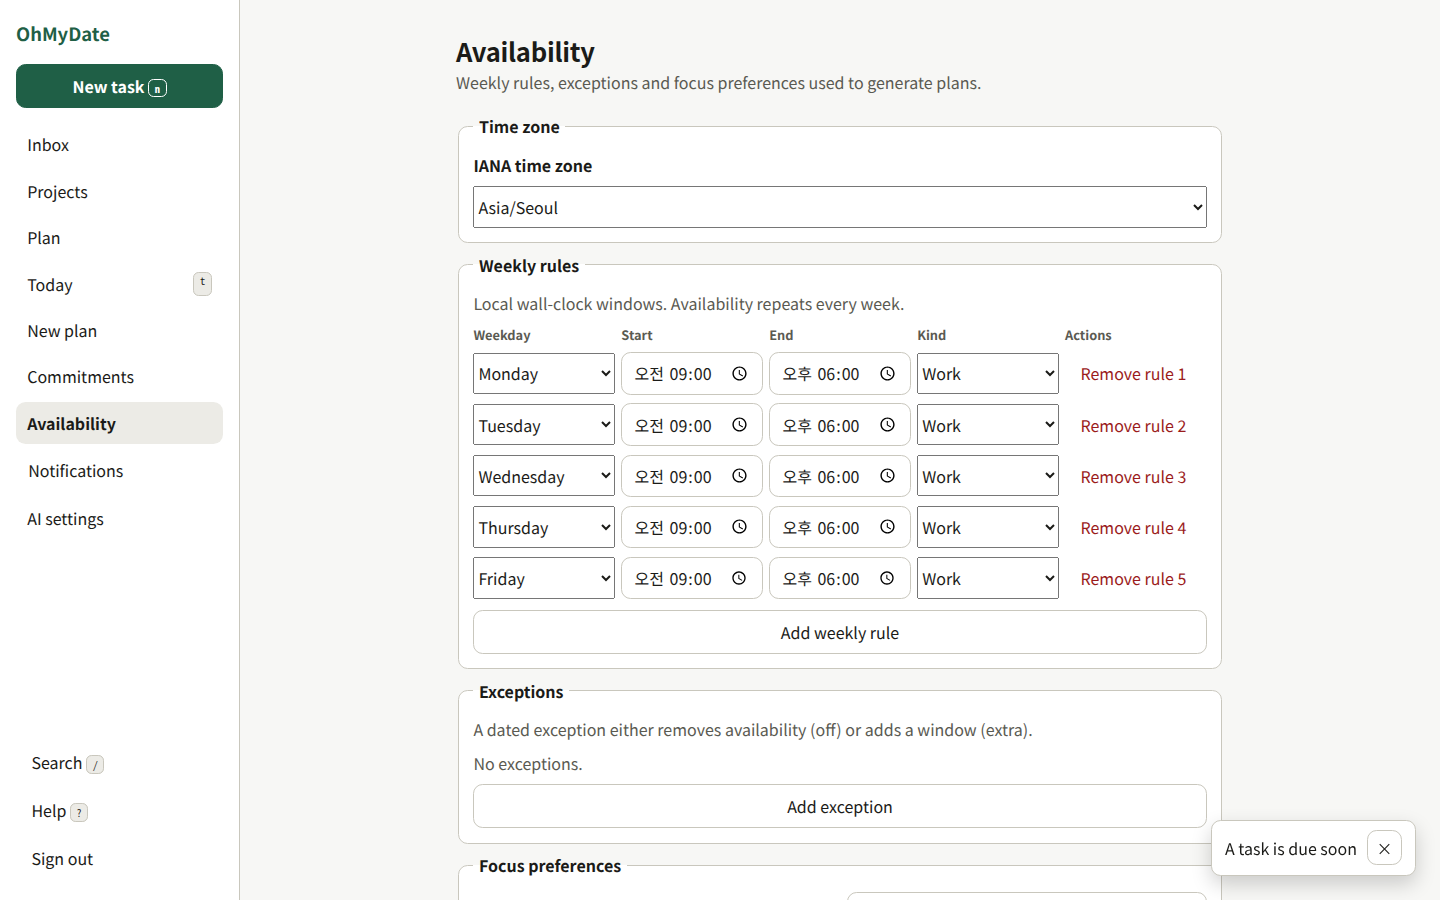 OhMyDate
New task n
Inbox
Projects
Plan
Today t
New plan
Commitments
Availability
Notifications
AI settings
Search /
Help ?
Sign out
Availability
Weekly rules, exceptions and focus preferences used to generate plans.
Time zone
IANA time zone
Asia/Seoul
Weekly rules
Local wall-clock windows. Availability repeats every week.
Weekday Start End Kind Actions
Monday 오전 09:00 오후 06:00 Work Remove rule 1
Tuesday 오전 09:00 오후 06:00 Work Remove rule 2
Wednesday 오전 09:00 오후 06:00 Work Remove rule 3
Thursday 오전 09:00 오후 06:00 Work Remove rule 4
Friday 오전 09:00 오후 06:00 Work Remove rule 5
Add weekly rule
Exceptions
A dated exception either removes availability (off) or adds a window (extra).
No exceptions.
Add exception
Focus preferences
A task is due soon